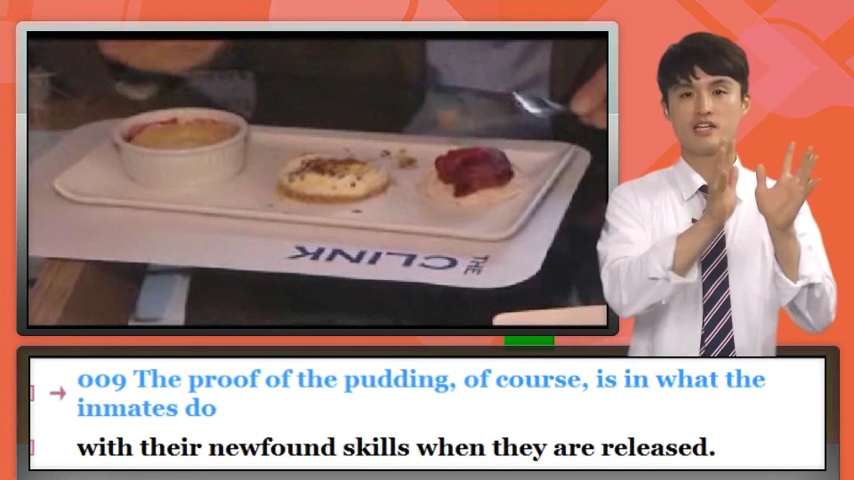 THE CLINK
→ 009 The proof of the pudding, of course, is in what the
inmates do
with their newfound skills when they are released.